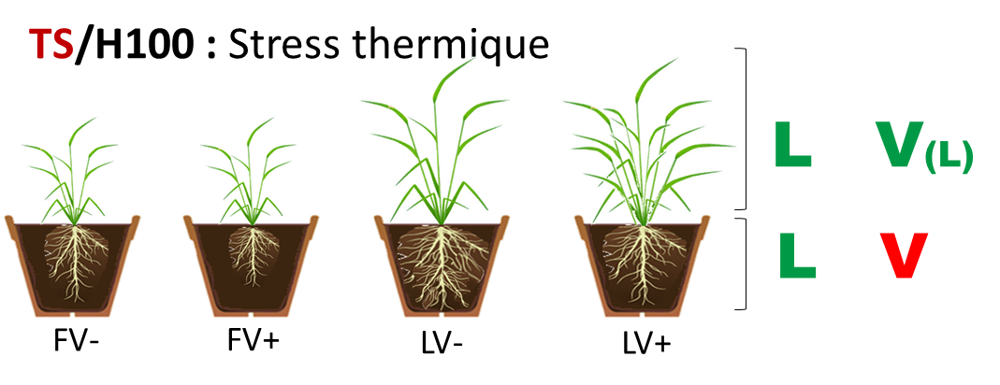 TS/H100 : Stress thermique
L V(L)
L V
FV- FV+ LV- LV+